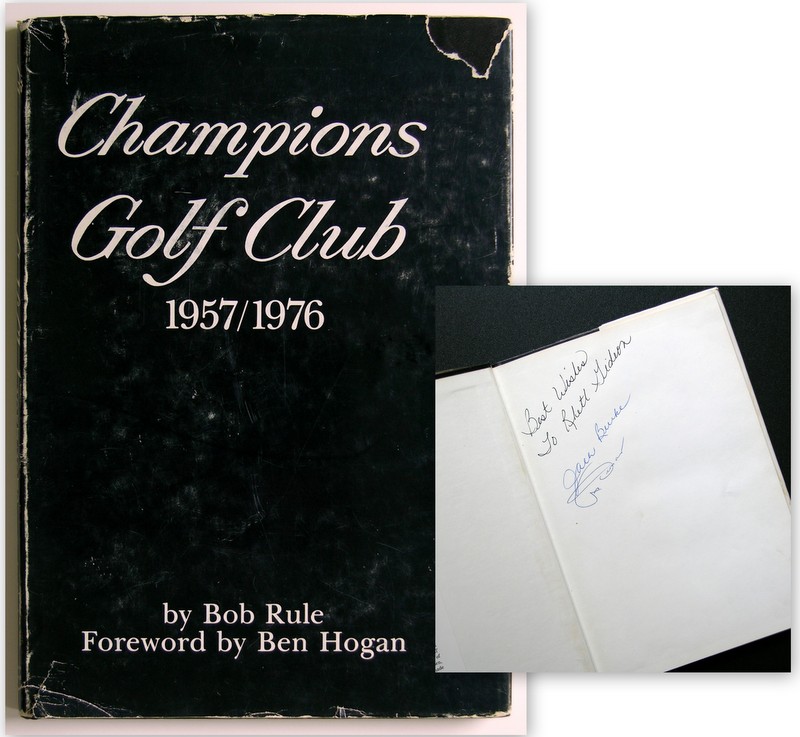 Champions
Golf Club
1957/1976
by Bob Rule
Foreword by Ben Hogan
Best Wishes
To Rhett Gideon
Jack Burke